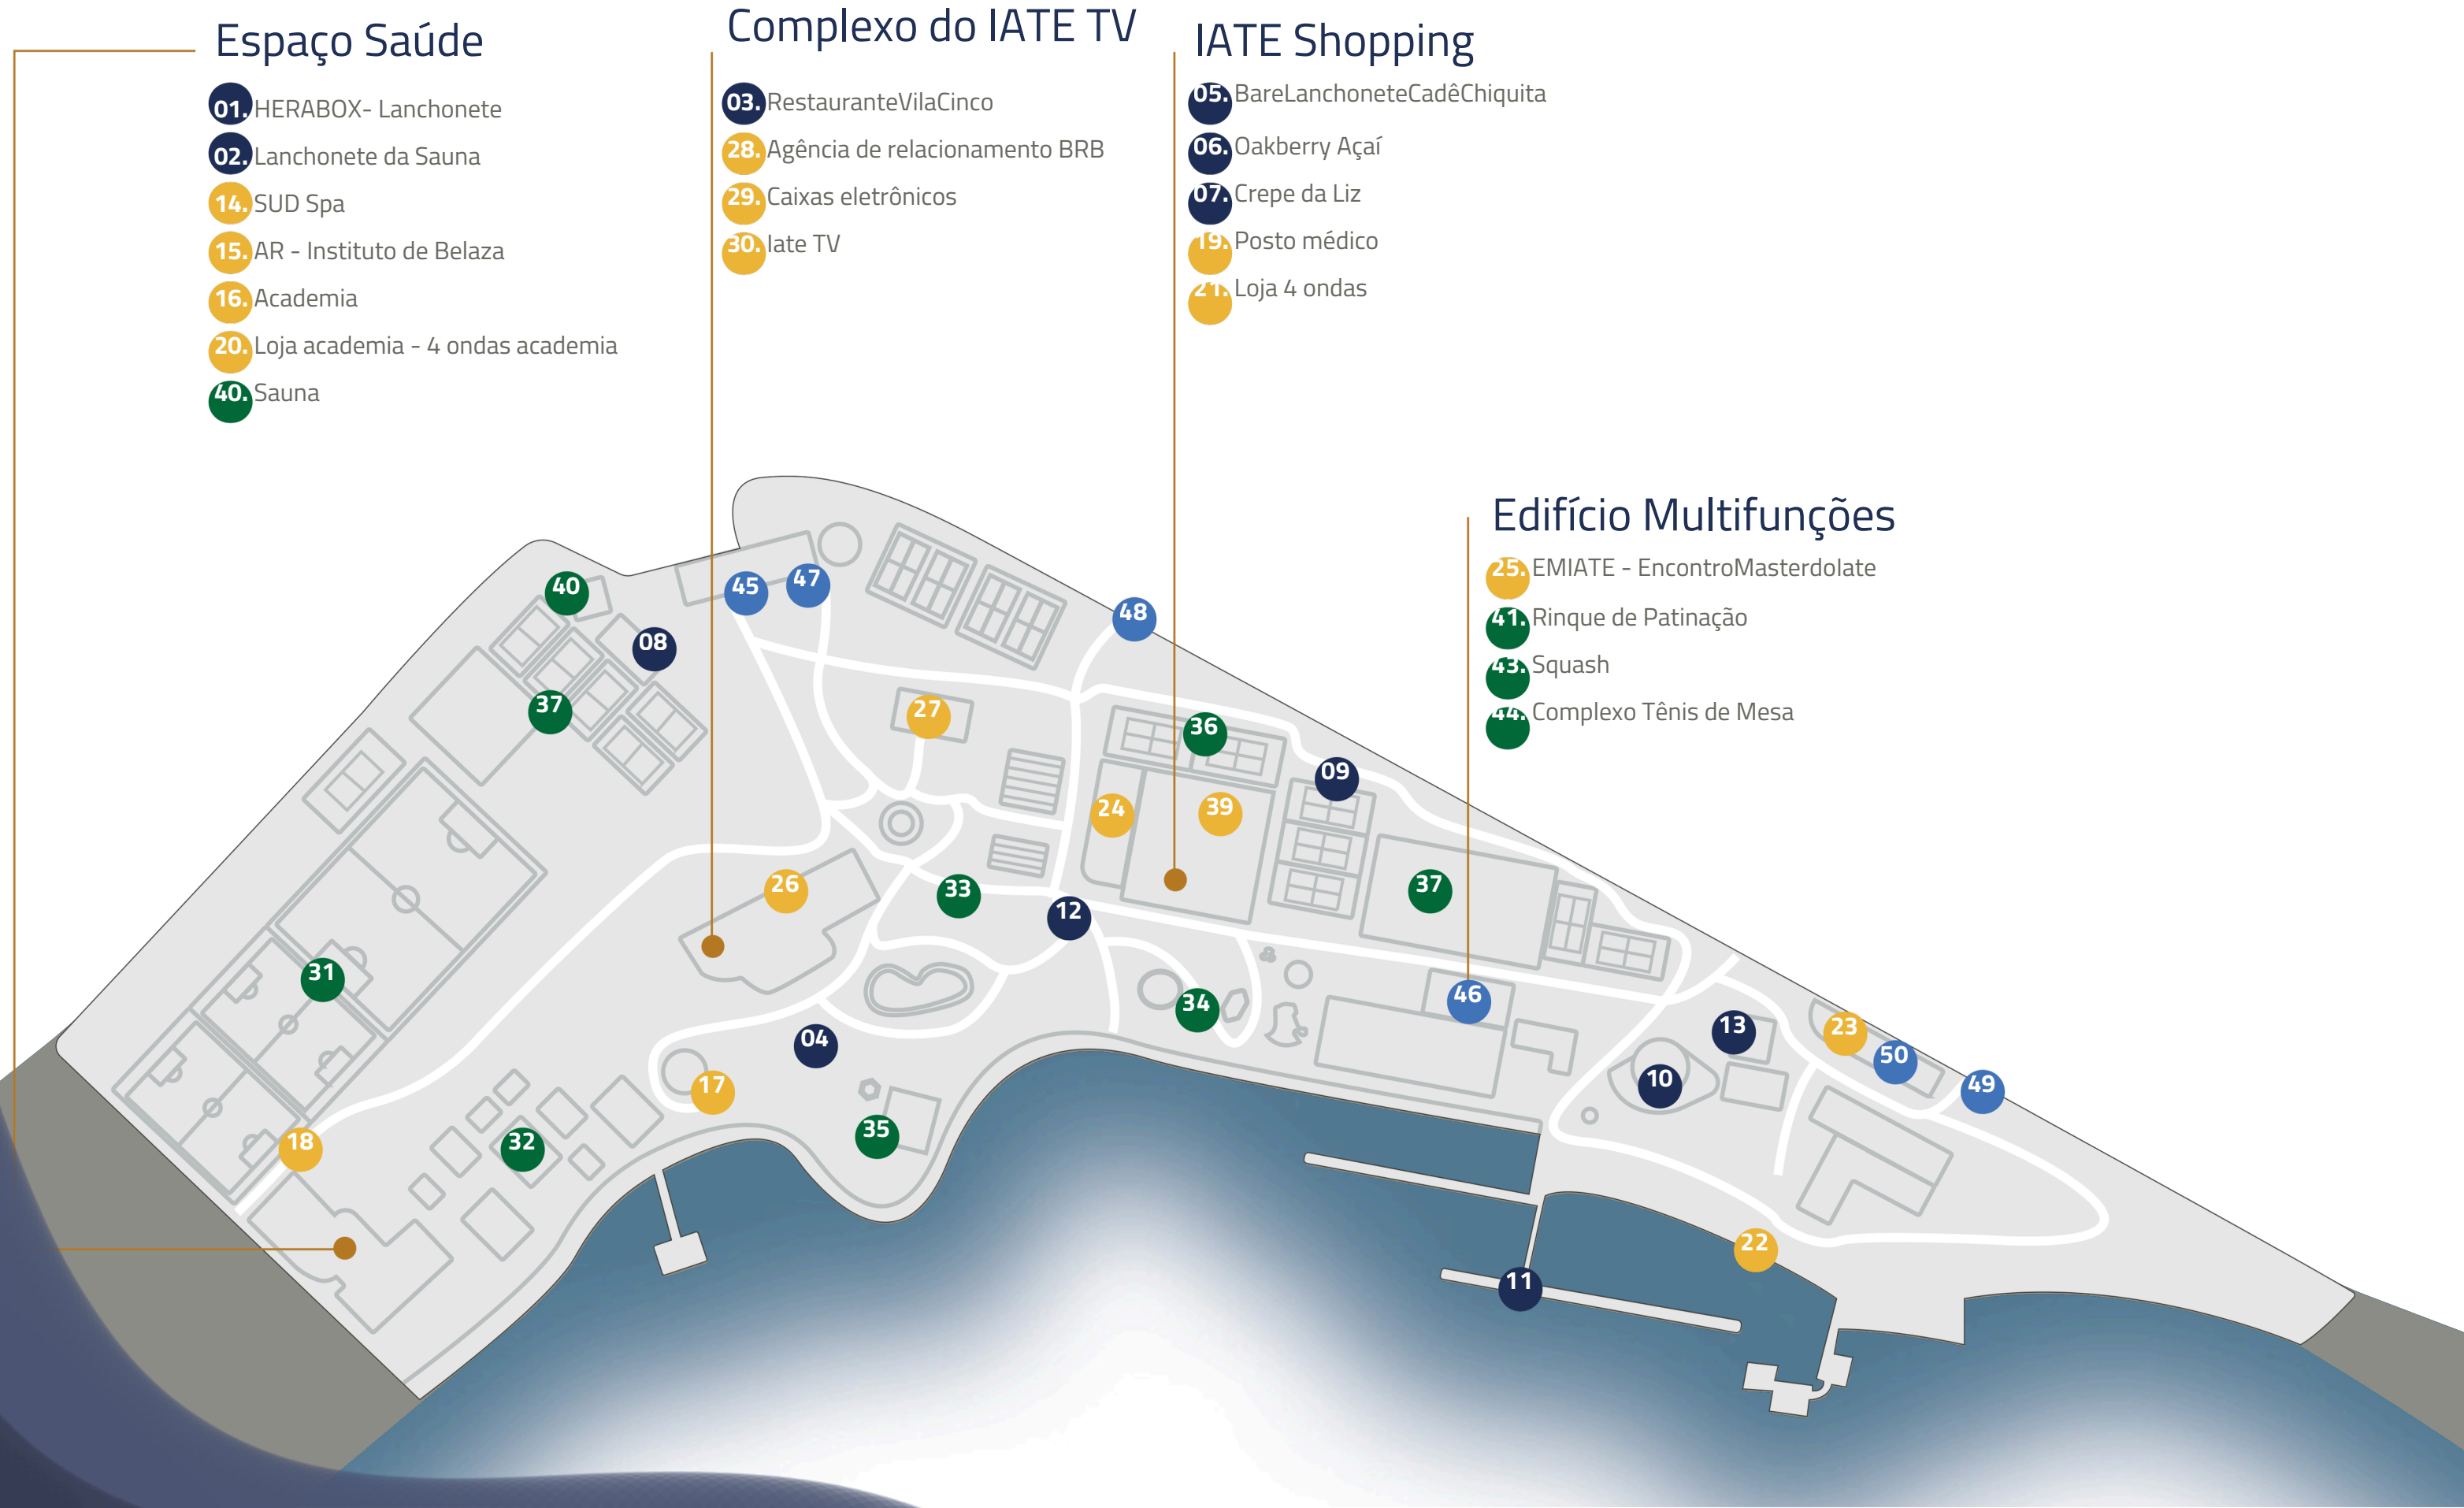 Espaço Saúde
01. HERABOX- Lanchonete
02. Lanchonete da Sauna
14. SUD Spa
15. AR - Instituto de Belaza
16. Academia
20. Loja academia - 4 ondas academia
40. Sauna
Complexo do IATE TV
03. RestauranteVilaCinco
28. Agência de relacionamento BRB
29. Caixas eletrônicos
30. Iate TV
IATE Shopping
05. BareLanchoneteCadêChiquita
06. Oakberry Açaí
07. Crepe da Liz
19. Posto médico
21. Loja 4 ondas
Edifício Multifunções
25. EMIATE - EncontroMasterdoIate
41. Rinque de Patinação
43. Squash
44. Complexo Tênis de Mesa
40
45
47
48
08
37
27
36
09
24
39
26
33
12
37
31
46
34
04
13
23
50
49
17
10
35
18
32
22
11